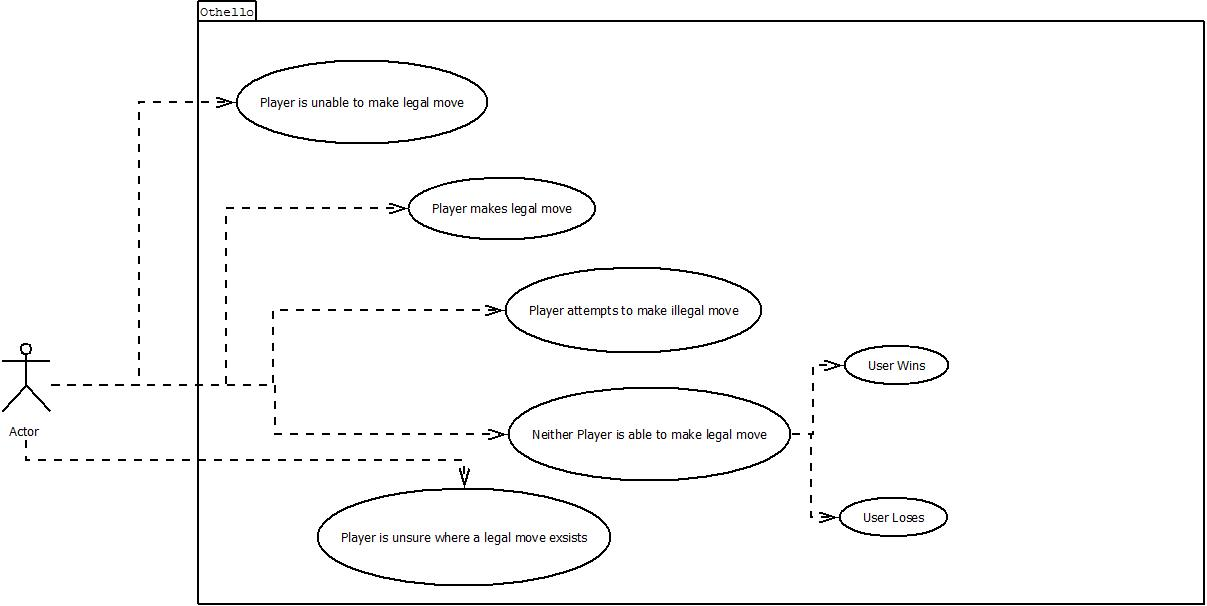 Othello
Player is unable to make legal move
Player makes legal move
Player attempts to make illegal move
User Wins
Actor
Neither Player is able to make legal move
User Loses
Player is unsure where a legal move exsists